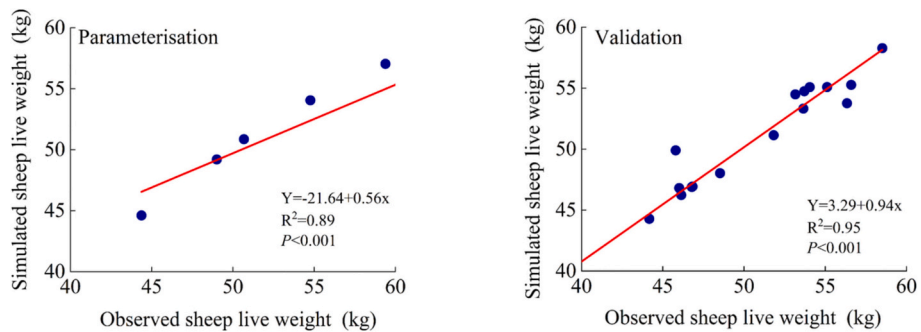 Parameterisation
Simulated sheep live weight (kg)
60
55
50
45
40
Y=-21.64+0.56x
R²=0.89
P<0.001
40 45 50 55 60
Observed sheep live weight (kg)
Validation
Simulated sheep live weight (kg)
60
55
50
45
40
Y=3.29+0.94x
R²=0.95
P<0.001
40 45 50 55 60
Observed sheep live weight (kg)